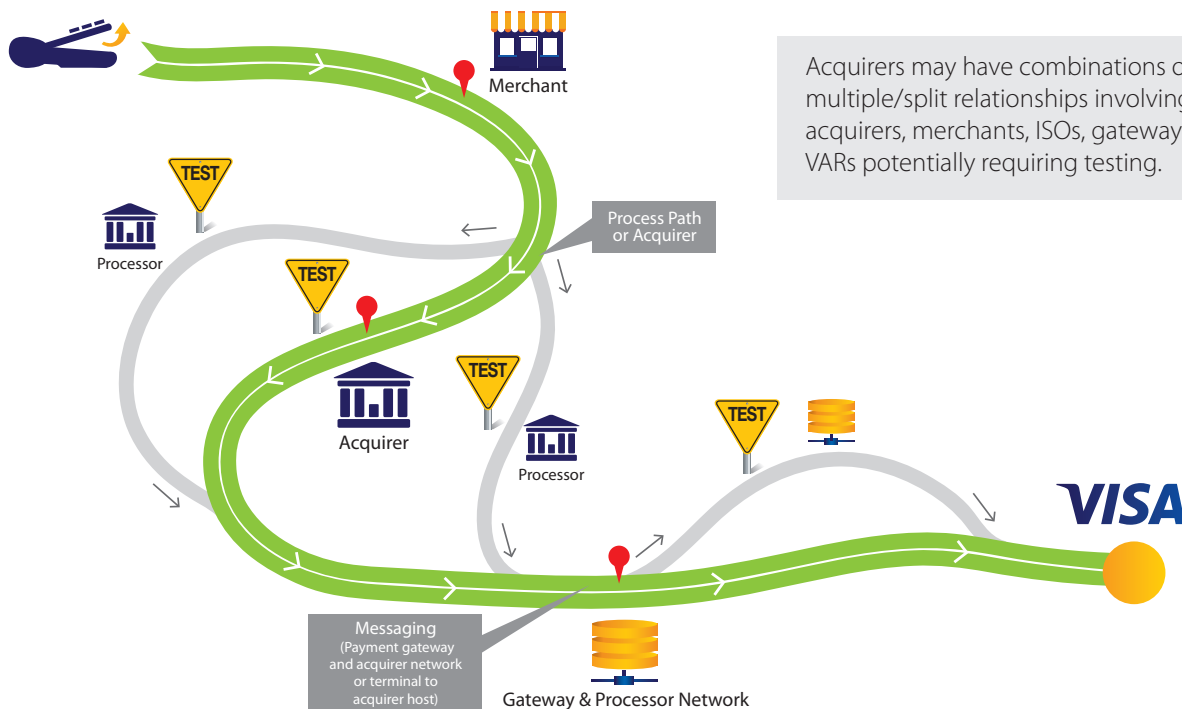 Merchant
Acquirers may have combinations
multiple/split relationships involving
acquirers, merchants, ISOs, gateway
VARs potentially requiring testing.
TEST
Processor
Process Path
or Acquirer
TEST
TEST
Acquirer
Processor
TEST
VISA
Messaging
(Payment gateway
and acquirer network
or terminal to
acquirer host)
Gateway & Processor Network